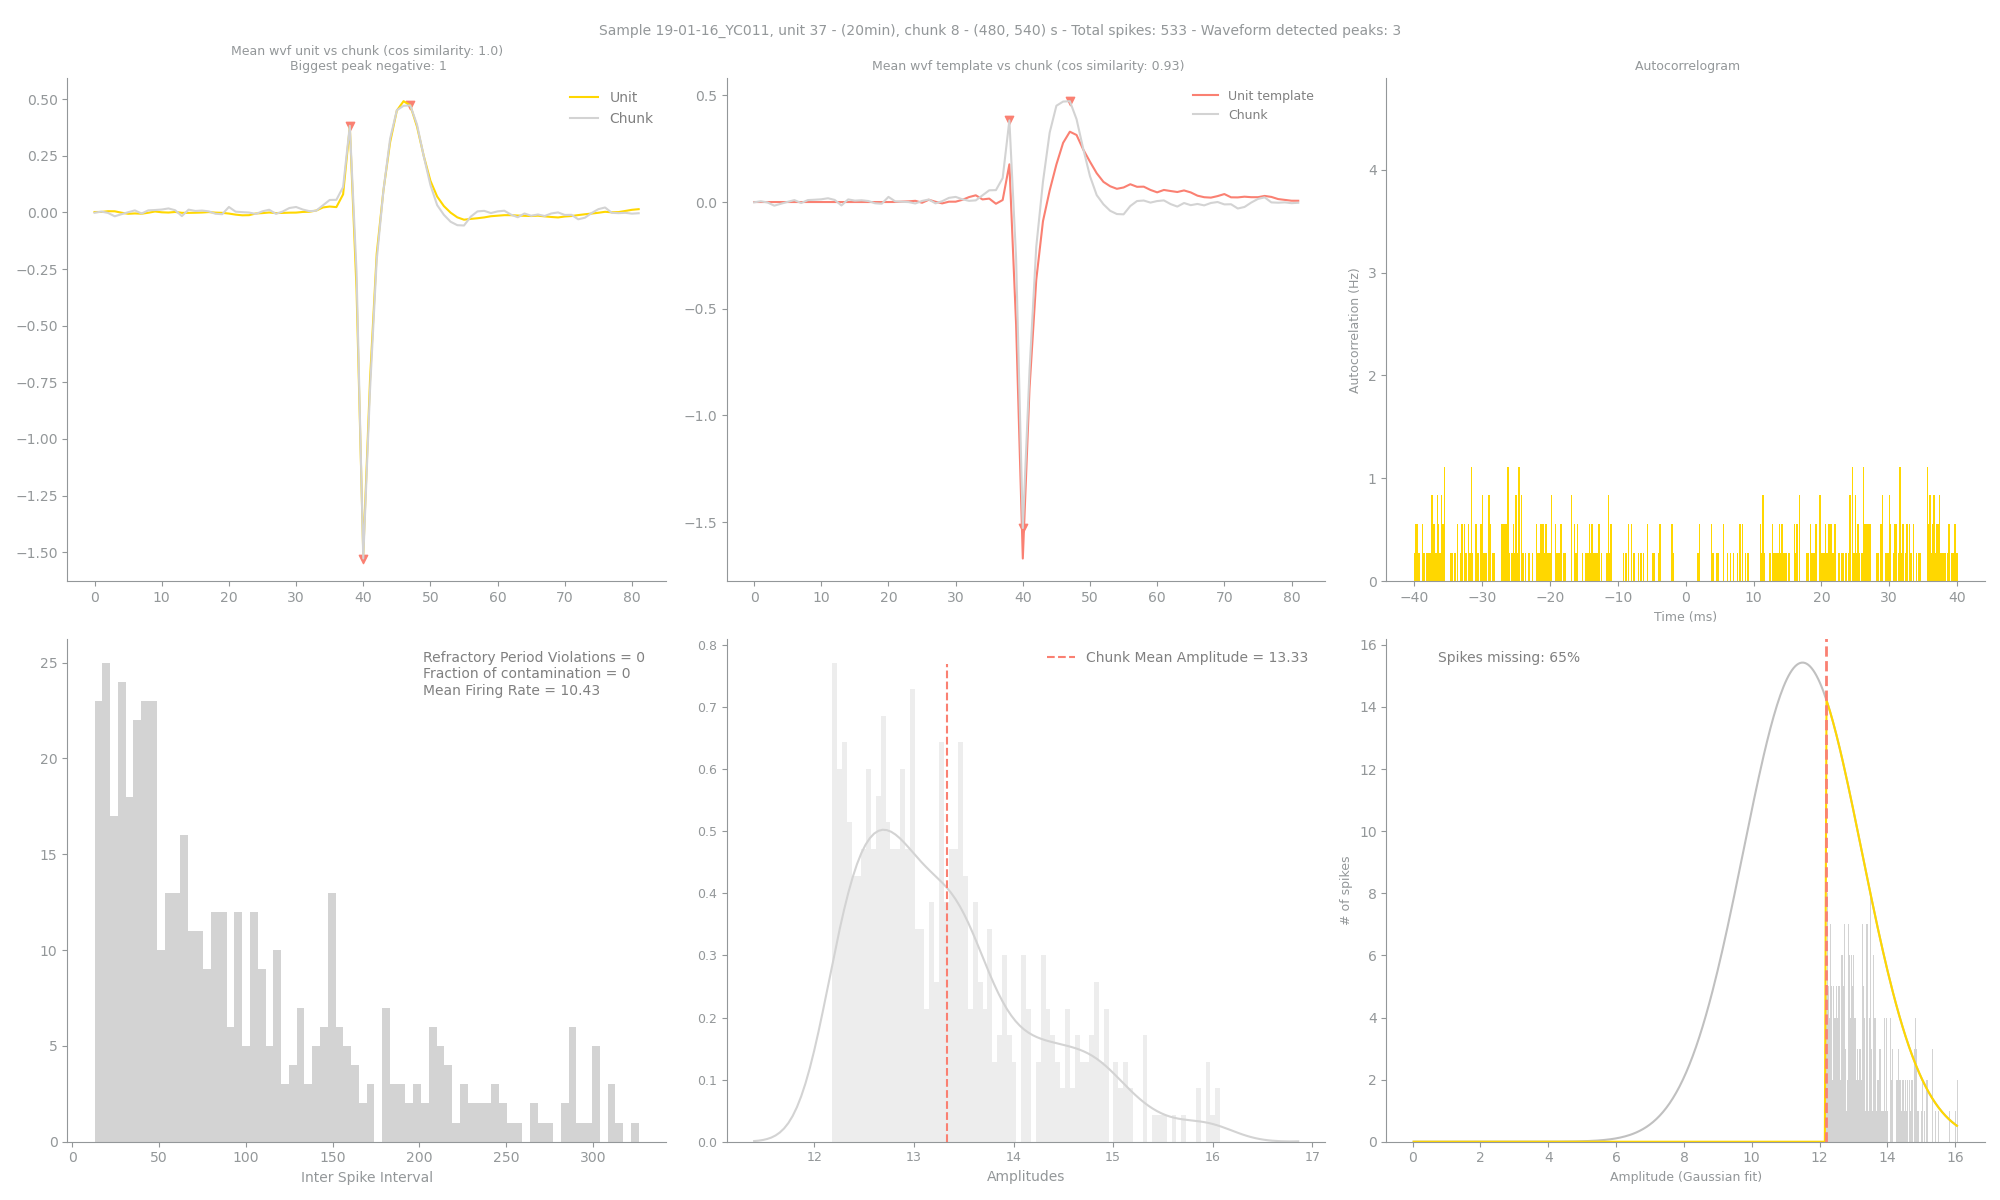 Sample 19-01-16_YC011, unit 37 - (20min), chunk 8 - (480, 540) s - Total spikes: 533 - Waveform detected peaks: 3
Mean wvf unit vs chunk (cos similarity: 1.0)
Biggest peak negative: 1
Unit
Chunk
0.50
0.25
0.00
−0.25
−0.50
−0.75
−1.00
−1.25
−1.50
0 10 20 30 40 50 60 70 80
Mean wvf template vs chunk (cos similarity: 0.93)
Unit template
Chunk
0.5
0.0
−0.5
−1.0
−1.5
0 10 20 30 40 50 60 70 80
Autocorrelogram
Autocorrelation (Hz)
4
3
2
1
0
−40 −30 −20 −10 0 10 20 30 40
Time (ms)
Refractory Period Violations = 0
Fraction of contamination = 0
Mean Firing Rate = 10.43
25
20
15
10
5
0
0 50 100 150 200 250 300
Inter Spike Interval
Chunk Mean Amplitude = 13.33
0.8
0.7
0.6
0.5
0.4
0.3
0.2
0.1
0.0
12 13 14 15 16 17
Amplitudes
Spikes missing: 65%
# of spikes
16
14
12
10
8
6
4
2
0
0 2 4 6 8 10 12 14 16
Amplitude (Gaussian fit)